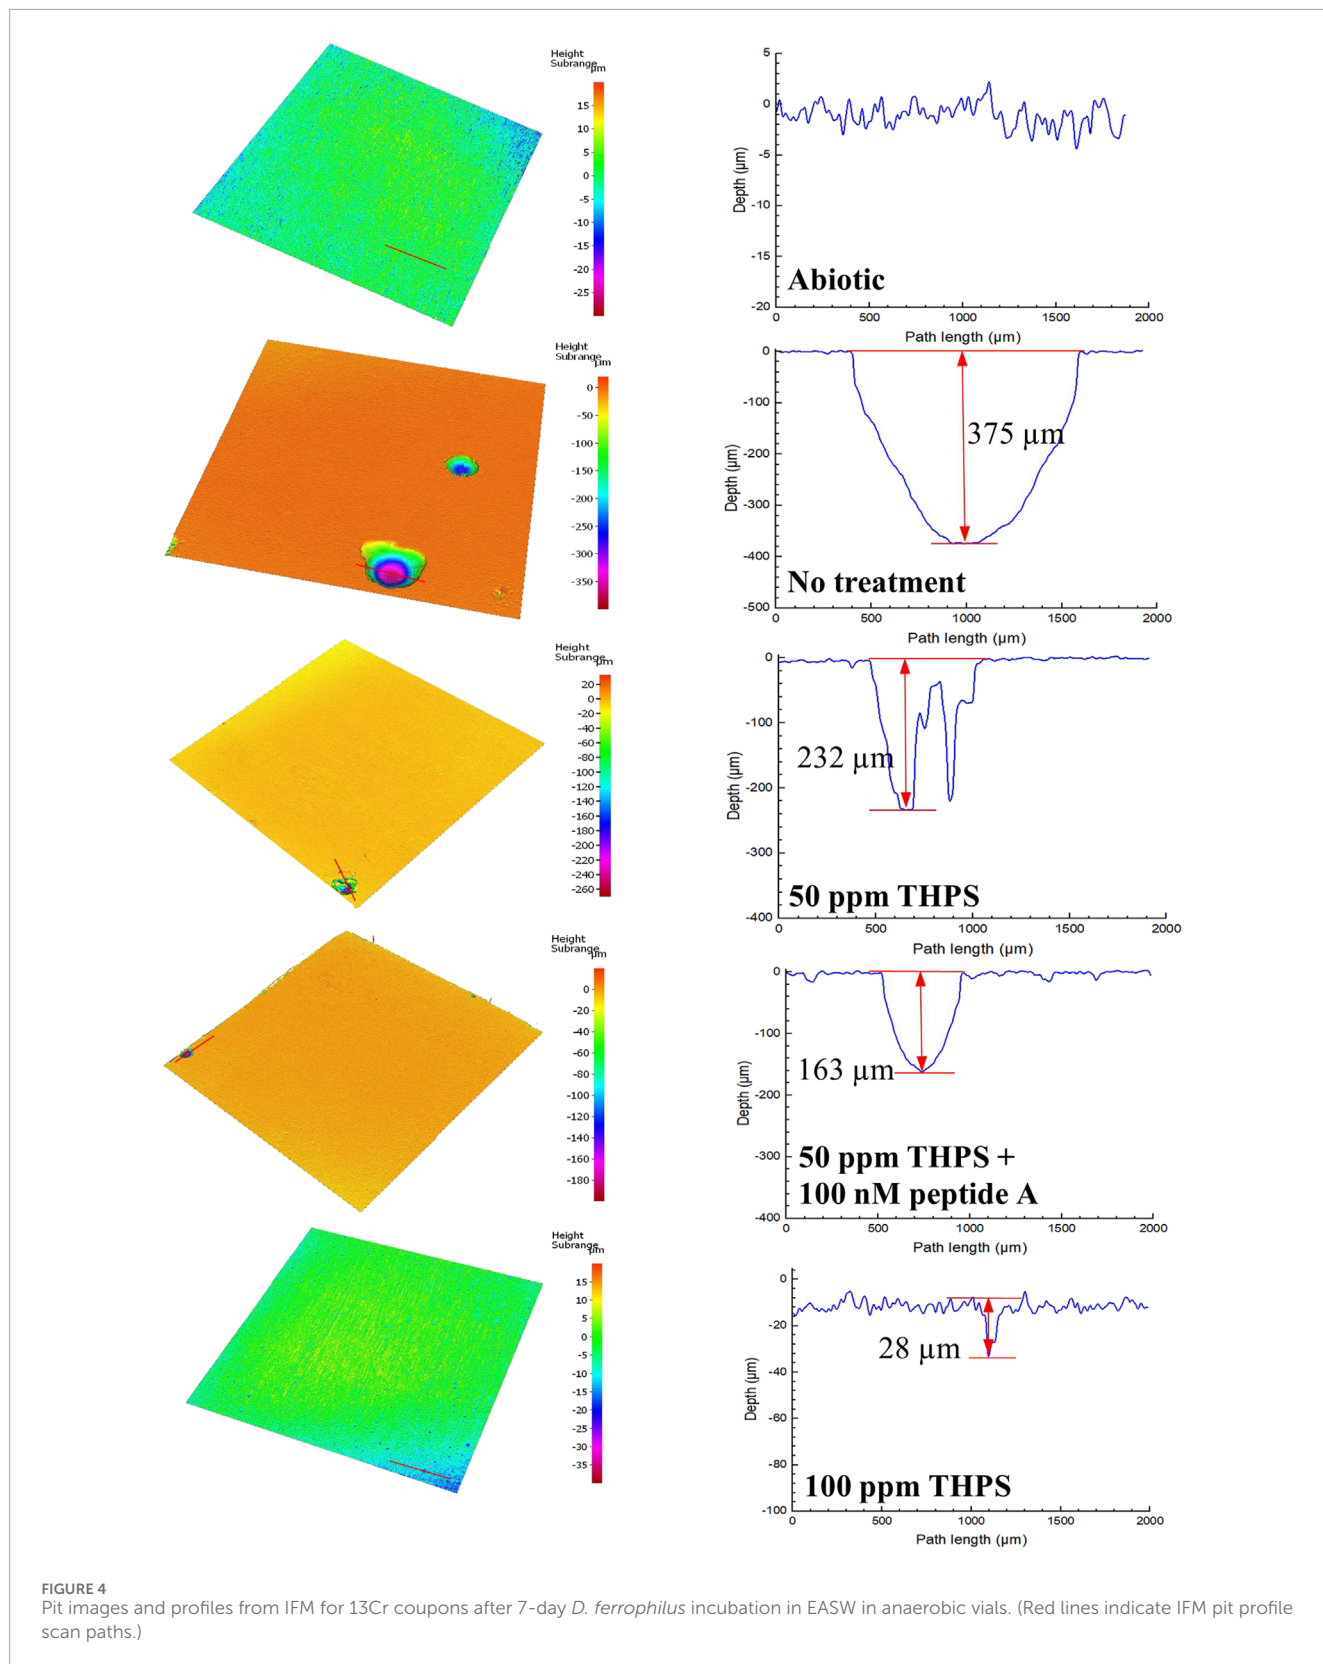 Height
Subrange
µm
15
10
5
0
-5
-10
-15
-20
-25
5
0
-5
-10
-15
-20
Depth (µm)
Abiotic
0
500
1000
1500
2000
Path length (µm)
Height
Subrange
µm
0
-50
-100
-150
-200
-250
-300
-350
0
-100
-200
-300
-400
-500
Depth (µm)
375 µm
No treatment
0
500
1000
1500
2000
Path length (µm)
Height
Subrange
µm
20
0
-20
-40
-60
-80
-100
-120
-140
-160
-180
-200
-220
-240
-260
0
-100
-200
-300
-400
Depth (µm)
232 µm
50 ppm THPS
0
500
1000
1500
2000
Path length (µm)
Height
Subrange
µm
0
-20
-40
-60
-80
-100
-120
-140
-160
-180
0
-100
-200
-300
-400
Depth (µm)
163 µm
50 ppm THPS +
100 nM peptide A
0
500
1000
1500
2000
Path length (µm)
Height
Subrange
µm
15
10
5
0
-5
-10
-15
-20
-25
-30
-35
0
-20
-40
-60
-80
-100
Depth (µm)
28 µm
100 ppm THPS
0
500
1000
1500
2000
Path length (µm)
FIGURE 4
Pit images and profiles from IFM for 13Cr coupons after 7-day D. ferrophilus incubation in EASW in anaerobic vials. (Red lines indicate IFM pit profile
scan paths.)